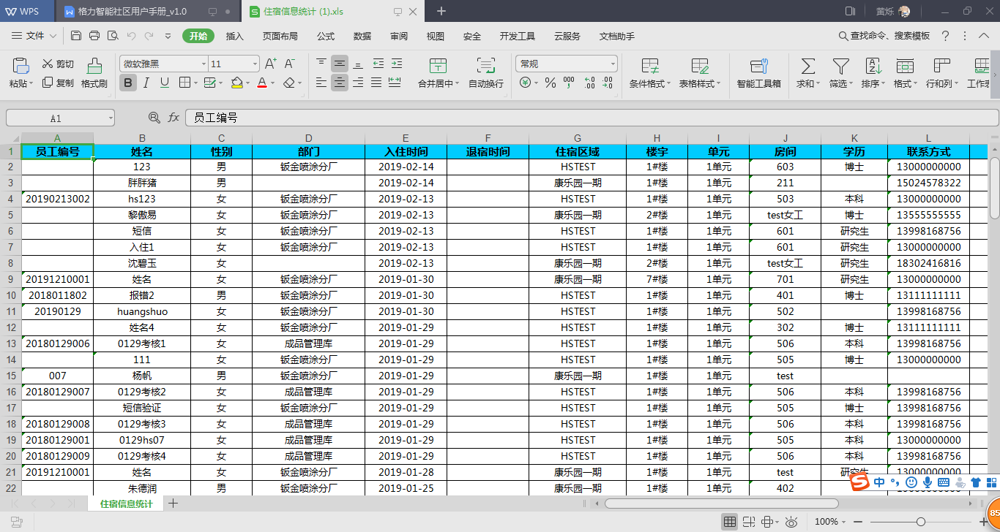 WPS 格力智能社区用户手册_v1.0 住宿信息统计 (1).xls 黄烁
文件 开始 插入 页面布局 公式 数据 审阅 视图 安全 开发工具 云服务 文档助手 查找命令、搜索模板
剪切 微软雅黑 11 常规
粘贴 复制 格式刷 合并居中 自动换行 条件格式 表格样式 智能工具箱 求和 筛选 排序 格式 行和列 工作表
A1 fx 员工编号
A B C D E F G H I J K L
1 员工编号 姓名 性别 部门 入住时间 退宿时间 住宿区域 楼宇 单元 房间 学历 联系方式
2 123 男 钣金喷涂分厂 2019-02-14 HSTEST 1#楼 1单元 603 博士 13000000000
3 胖胖猪 男 2019-02-14 康乐园一期 1#楼 1单元 211 15024578322
4 20190213002 hs123 女 钣金喷涂分厂 2019-02-13 HSTEST 1#楼 1单元 503 本科 13000000000
5 黎傲易 女 钣金喷涂分厂 2019-02-13 康乐园一期 2#楼 1单元 test女工 博士 13555555555
6 短信 女 钣金喷涂分厂 2019-02-13 HSTEST 1#楼 1单元 601 研究生 13998168756
7 入住1 女 钣金喷涂分厂 2019-02-13 HSTEST 1#楼 1单元 601 研究生 13000000000
8 沈碧玉 女 2019-02-13 康乐园一期 2#楼 1单元 test女工 研究生 18302416816
9 20191210001 姓名 女 钣金喷涂分厂 2019-01-30 康乐园一期 7#楼 1单元 701 研究生 13000000000
10 2018011802 报错2 男 钣金喷涂分厂 2019-01-30 HSTEST 1#楼 1单元 401 博士 13111111111
11 20190129 huangshuo 女 钣金喷涂分厂 2019-01-30 HSTEST 1#楼 1单元 502 13998168756
12 姓名4 女 钣金喷涂分厂 2019-01-29 HSTEST 1#楼 1单元 302 博士 13111111111
13 20180129006 0129考核1 女 成品管理库 2019-01-29 HSTEST 1#楼 1单元 506 本科 13998168756
14 111 女 钣金喷涂分厂 2019-01-29 HSTEST 1#楼 1单元 505 博士 13000000000
15 007 杨帆 男 钣金喷涂分厂 2019-01-29 康乐园一期 1#楼 1单元 test
16 20180129007 0129考核2 女 成品管理库 2019-01-29 HSTEST 1#楼 1单元 506 本科 13998168756
17 短信验证 女 钣金喷涂分厂 2019-01-29 HSTEST 1#楼 1单元 505 博士 13998168756
18 20180129008 0129考核3 女 成品管理库 2019-01-29 HSTEST 1#楼 1单元 506 本科 13998168756
19 20180129001 0129hs07 女 成品管理库 2019-01-29 HSTEST 1#楼 1单元 505 本科 13000000000
20 20180129009 0129考核4 女 成品管理库 2019-01-29 HSTEST 1#楼 1单元 506 本科 13998168756
21 20191210001 姓名 女 钣金喷涂分厂 2019-01-28 康乐园一期 1#楼 1单元 test 研究生 13000000000
22 朱德润 男 钣金喷涂分厂 2019-01-25 康乐园一期 1#楼 1单元 402
中
住宿信息统计
100% 85